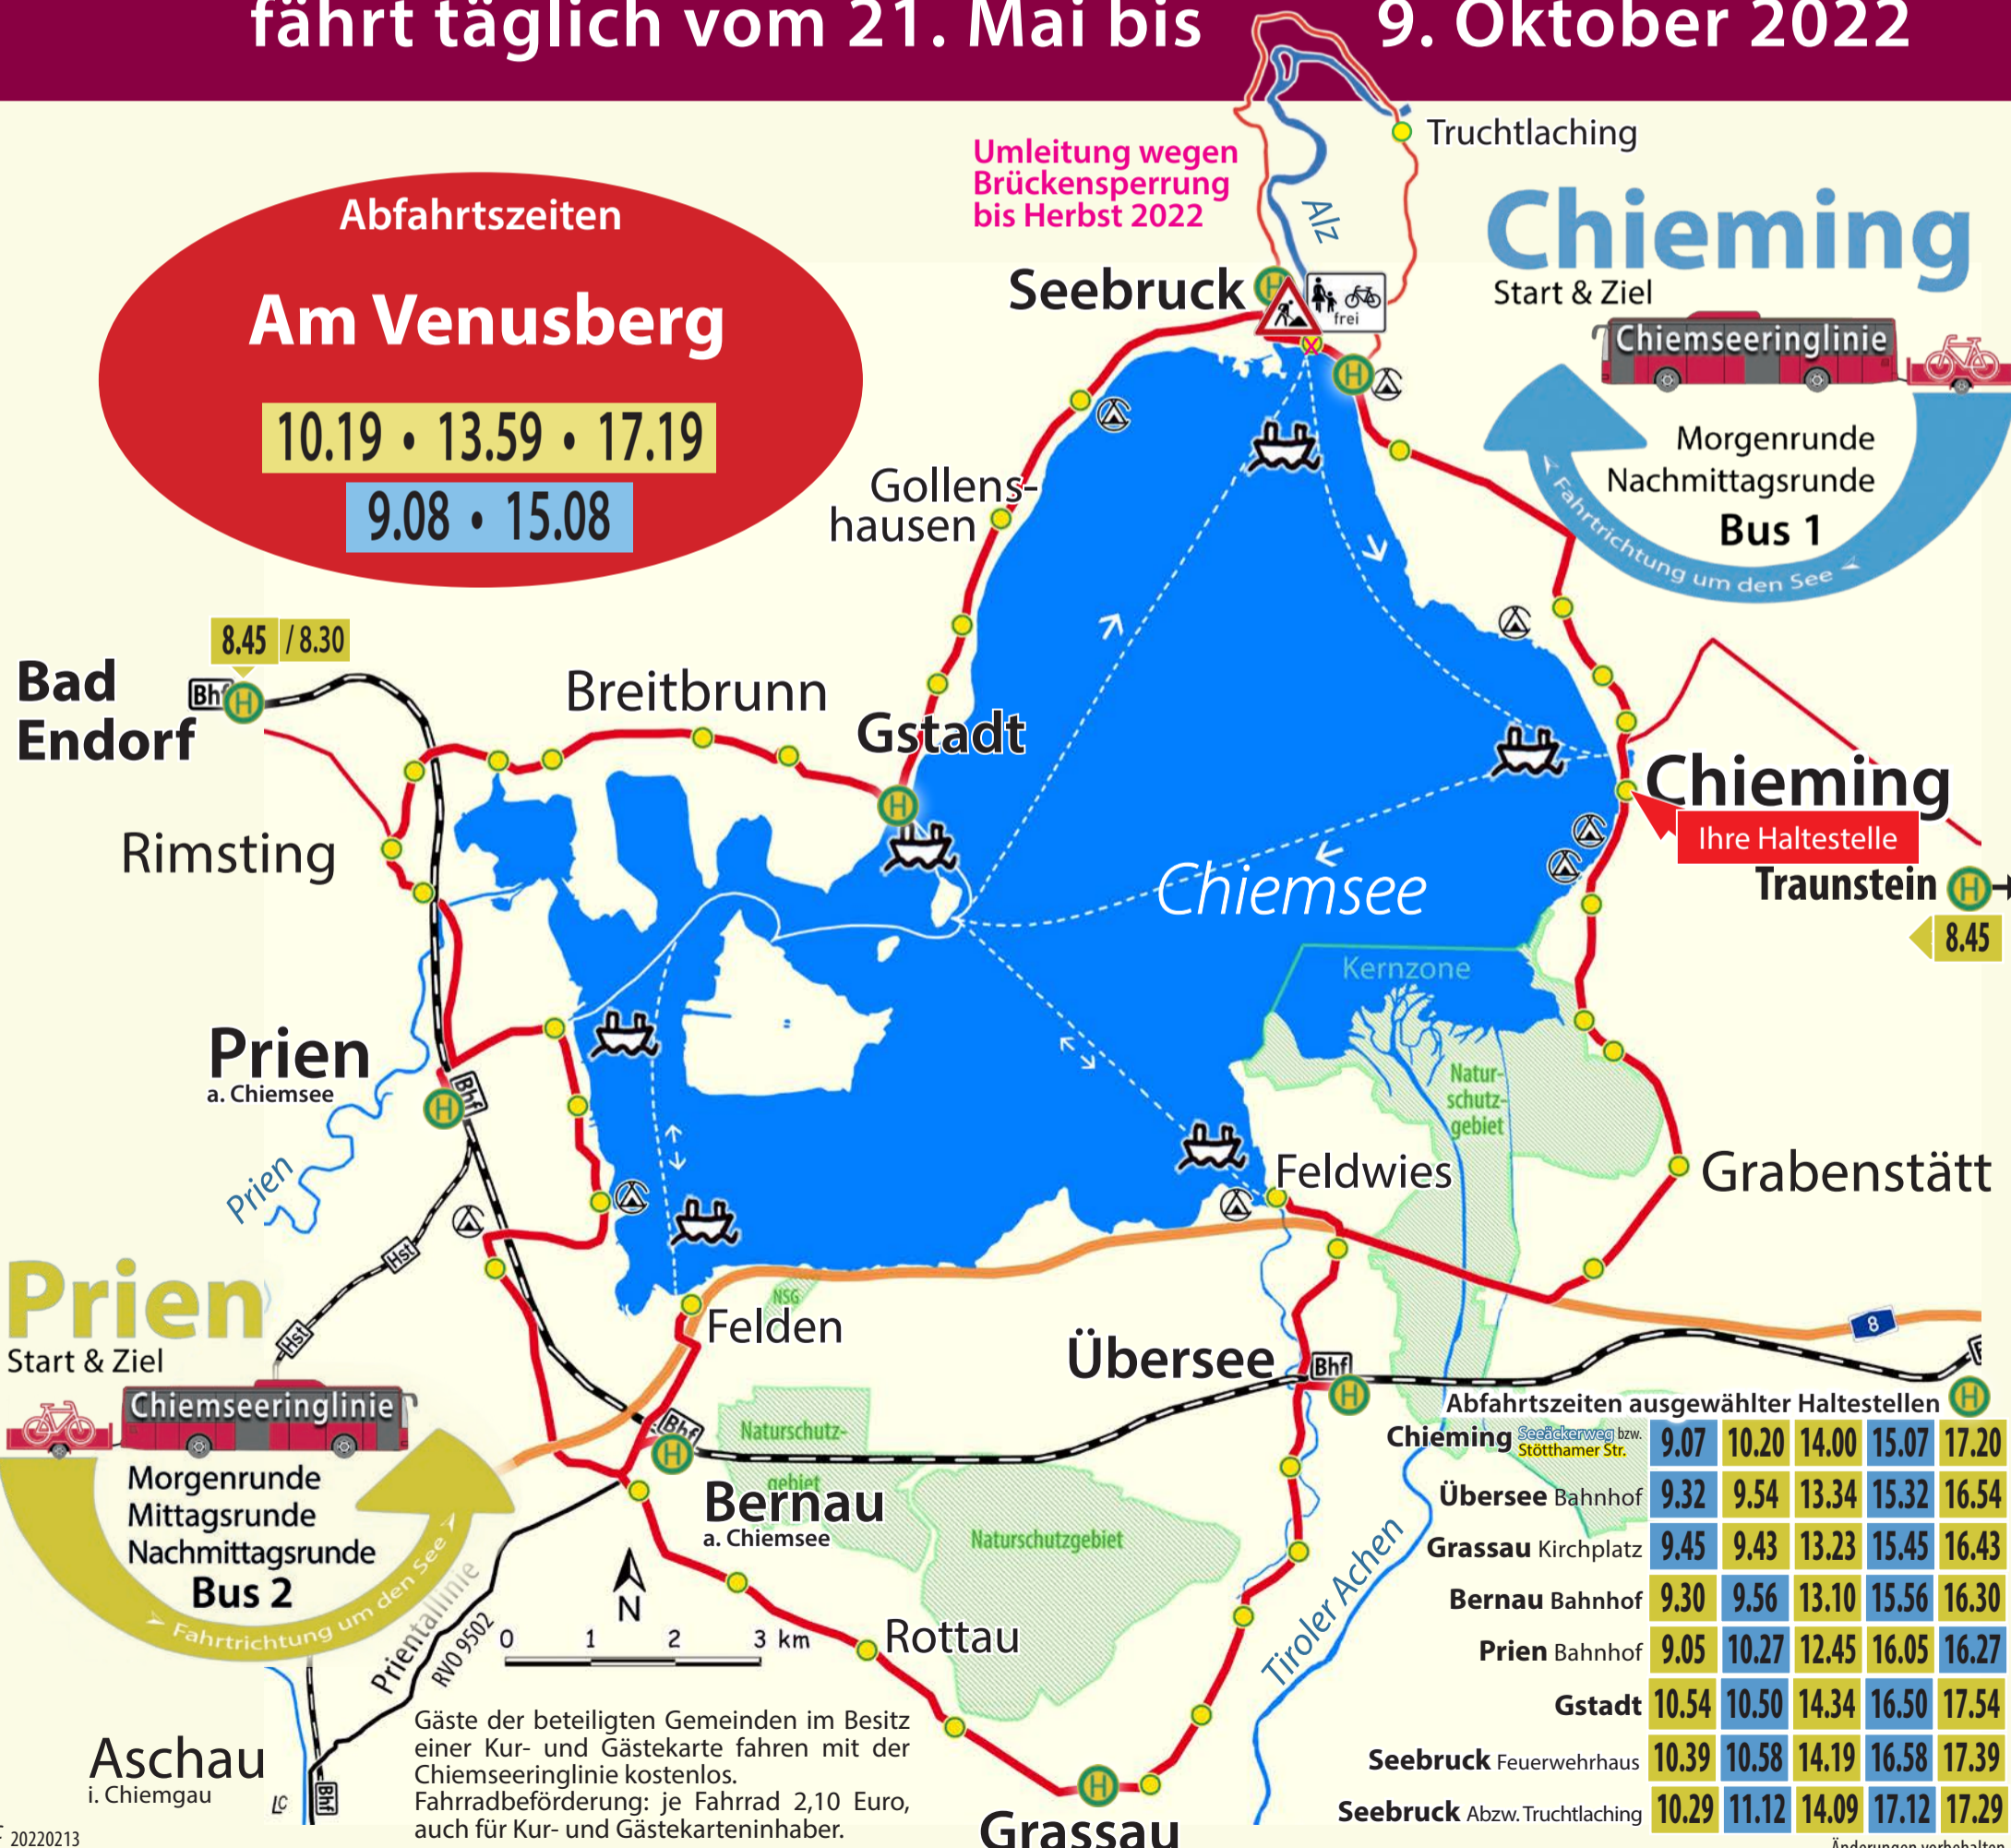 fährt täglich vom 21. Mai bis 9. Oktober 2022
Truchtlaching
Umleitung wegen
Brückensperrung
bis Herbst 2022
Alz
Abfahrtszeiten
Am Venusberg
10.19 • 13.59 • 17.19
9.08 • 15.08
Seebruck
H
frei
H
Chieming
Start & Ziel
Chiemseeringlinie
Morgenrunde
Nachmittagsrunde
Bus 1
Fahrtrichtung um den See
Gollens-
hausen
8.45 / 8.30
Bad
Endorf
Bhf
H
Breitbrunn
Gstadt
H
Rimsting
Chieming
Ihre Haltestelle
Traunstein H
8.45
Chiemsee
Kernzone
Natur-
schutz-
gebiet
Prien
a. Chiemsee
Bhf
H
Prien
Feldwies
Grabenstätt
Hst
Hst
Prien
Start & Ziel
Chiemseeringlinie
Morgenrunde
Mittagsrunde
Nachmittagsrunde
Bus 2
Fahrtrichtung um den See
NSG
Felden
8
Übersee
Bhf
H
Bhf
H
Naturschutz-
gebiet
Bernau
a. Chiemsee
Naturschutzgebiet
N
0 1 2 3 km
Rottau
Prientallinie
RVO 9502
Tiroler Achen
Aschau
i. Chiemgau
LC
Bhf
Gäste der beteiligten Gemeinden im Besitz
einer Kur- und Gästekarte fahren mit der
Chiemseeringlinie kostenlos.
Fahrradbeförderung: je Fahrrad 2,10 Euro,
auch für Kur- und Gästekarteninhaber.
H
Grassau
Abfahrtszeiten ausgewählter Haltestellen H
Chieming Seeäckerweg bzw. Stötthamer Str. 9.07 10.20 14.00 15.07 17.20
Übersee Bahnhof 9.32 9.54 13.34 15.32 16.54
Grassau Kirchplatz 9.45 9.43 13.23 15.45 16.43
Bernau Bahnhof 9.30 9.56 13.10 15.56 16.30
Prien Bahnhof 9.05 10.27 12.45 16.05 16.27
Gstadt 10.54 10.50 14.34 16.50 17.54
Seebruck Feuerwehrhaus 10.39 10.58 14.19 16.58 17.39
Seebruck Abzw. Truchtlaching 10.29 11.12 14.09 17.12 17.29
20220213
Änderungen vorbehalten